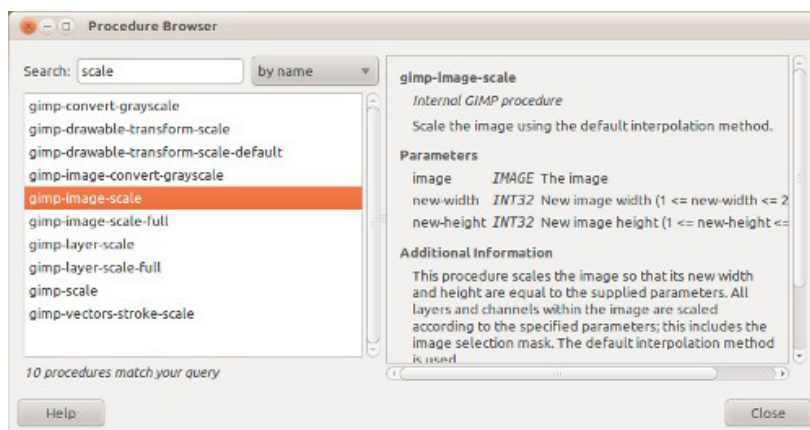 Procedure Browser
Search: scale by name
gimp-convert-grayscale
gimp-drawable-transform-scale
gimp-drawable-transform-scale-default
gimp-image-convert-grayscale
gimp-image-scale
gimp-image-scale-full
gimp-layer-scale
gimp-layer-scale-full
gimp-scale
gimp-vectors-stroke-scale
10 procedures match your query
gimp-image-scale
Internal GIMP procedure
Scale the image using the default interpolation method.
Parameters
image IMAGE The image
new-width INT32 New image width (1 <= new-width <= 2
new-height INT32 New image height (1 <= new-height <=
Additional Information
This procedure scales the image so that its new width
and height are equal to the supplied parameters. All
layers and channels within the image are scaled
according to the specified parameters; this includes the
image selection mask. The default interpolation method
is used
Help Close